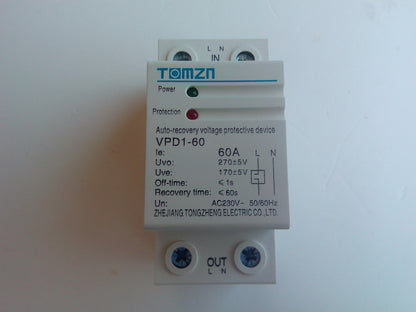 L N
IN
TOMZN
Power
Protection
Auto-recovery voltage protective device
VPD1-60
Ie: 60A L N
Uvo: 270±5V
Uve: 170±5V
Off-time: ≤ 1s
Recovery time: ≤ 60s
Un: AC230V~ 50/60Hz
ZHEJIANG TONGZHENG ELECTRIC CO.,LTD.
OUT
L N